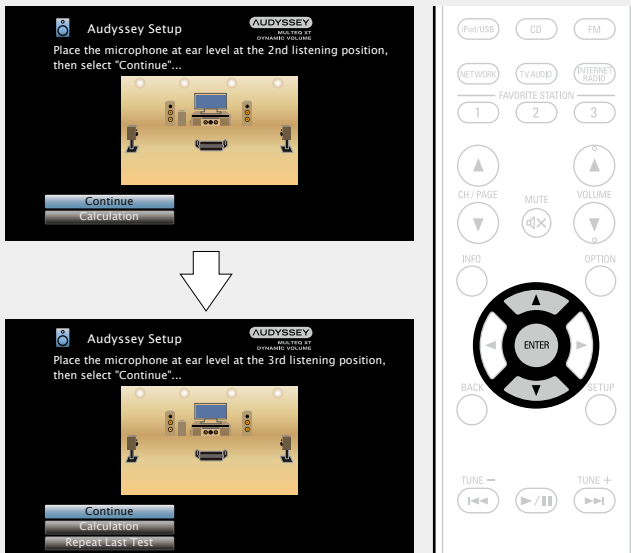 Audyssey Setup
AUDYSSEY
MULTEQ XT
DYNAMIC VOLUME
Place the microphone at ear level at the 2nd listening position,
then select "Continue"...
Continue
Calculation
Audyssey Setup
AUDYSSEY
MULTEQ XT
DYNAMIC VOLUME
Place the microphone at ear level at the 3rd listening position,
then select "Continue"...
Continue
Calculation
Repeat Last Test
iPod/USB CD FM
NETWORK TV AUDIO INTERNET
RADIO
FAVORITE STATION
1 2 3
CH / PAGE MUTE VOLUME
INFO OPTION
ENTER
BACK SETUP
TUNE – TUNE +